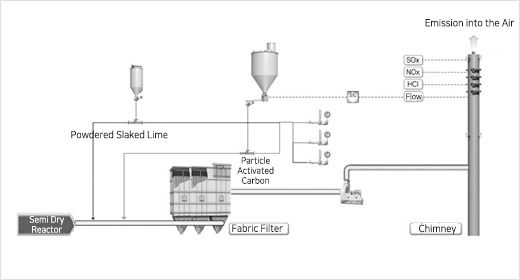 Emission into the Air
SOx
NOx
HCl
Flow
SC
Powdered Slaked Lime
Particle
Activated
Carbon
Semi Dry
Reactor
Fabric Filter
Chimney